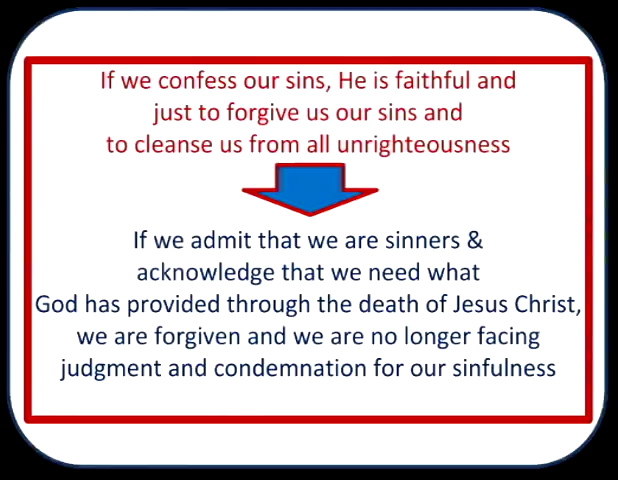 If we confess our sins, He is faithful and
just to forgive us our sins and
to cleanse us from all unrighteousness
If we admit that we are sinners &
acknowledge that we need what
God has provided through the death of Jesus Christ,
we are forgiven and we are no longer facing
judgment and condemnation for our sinfulness